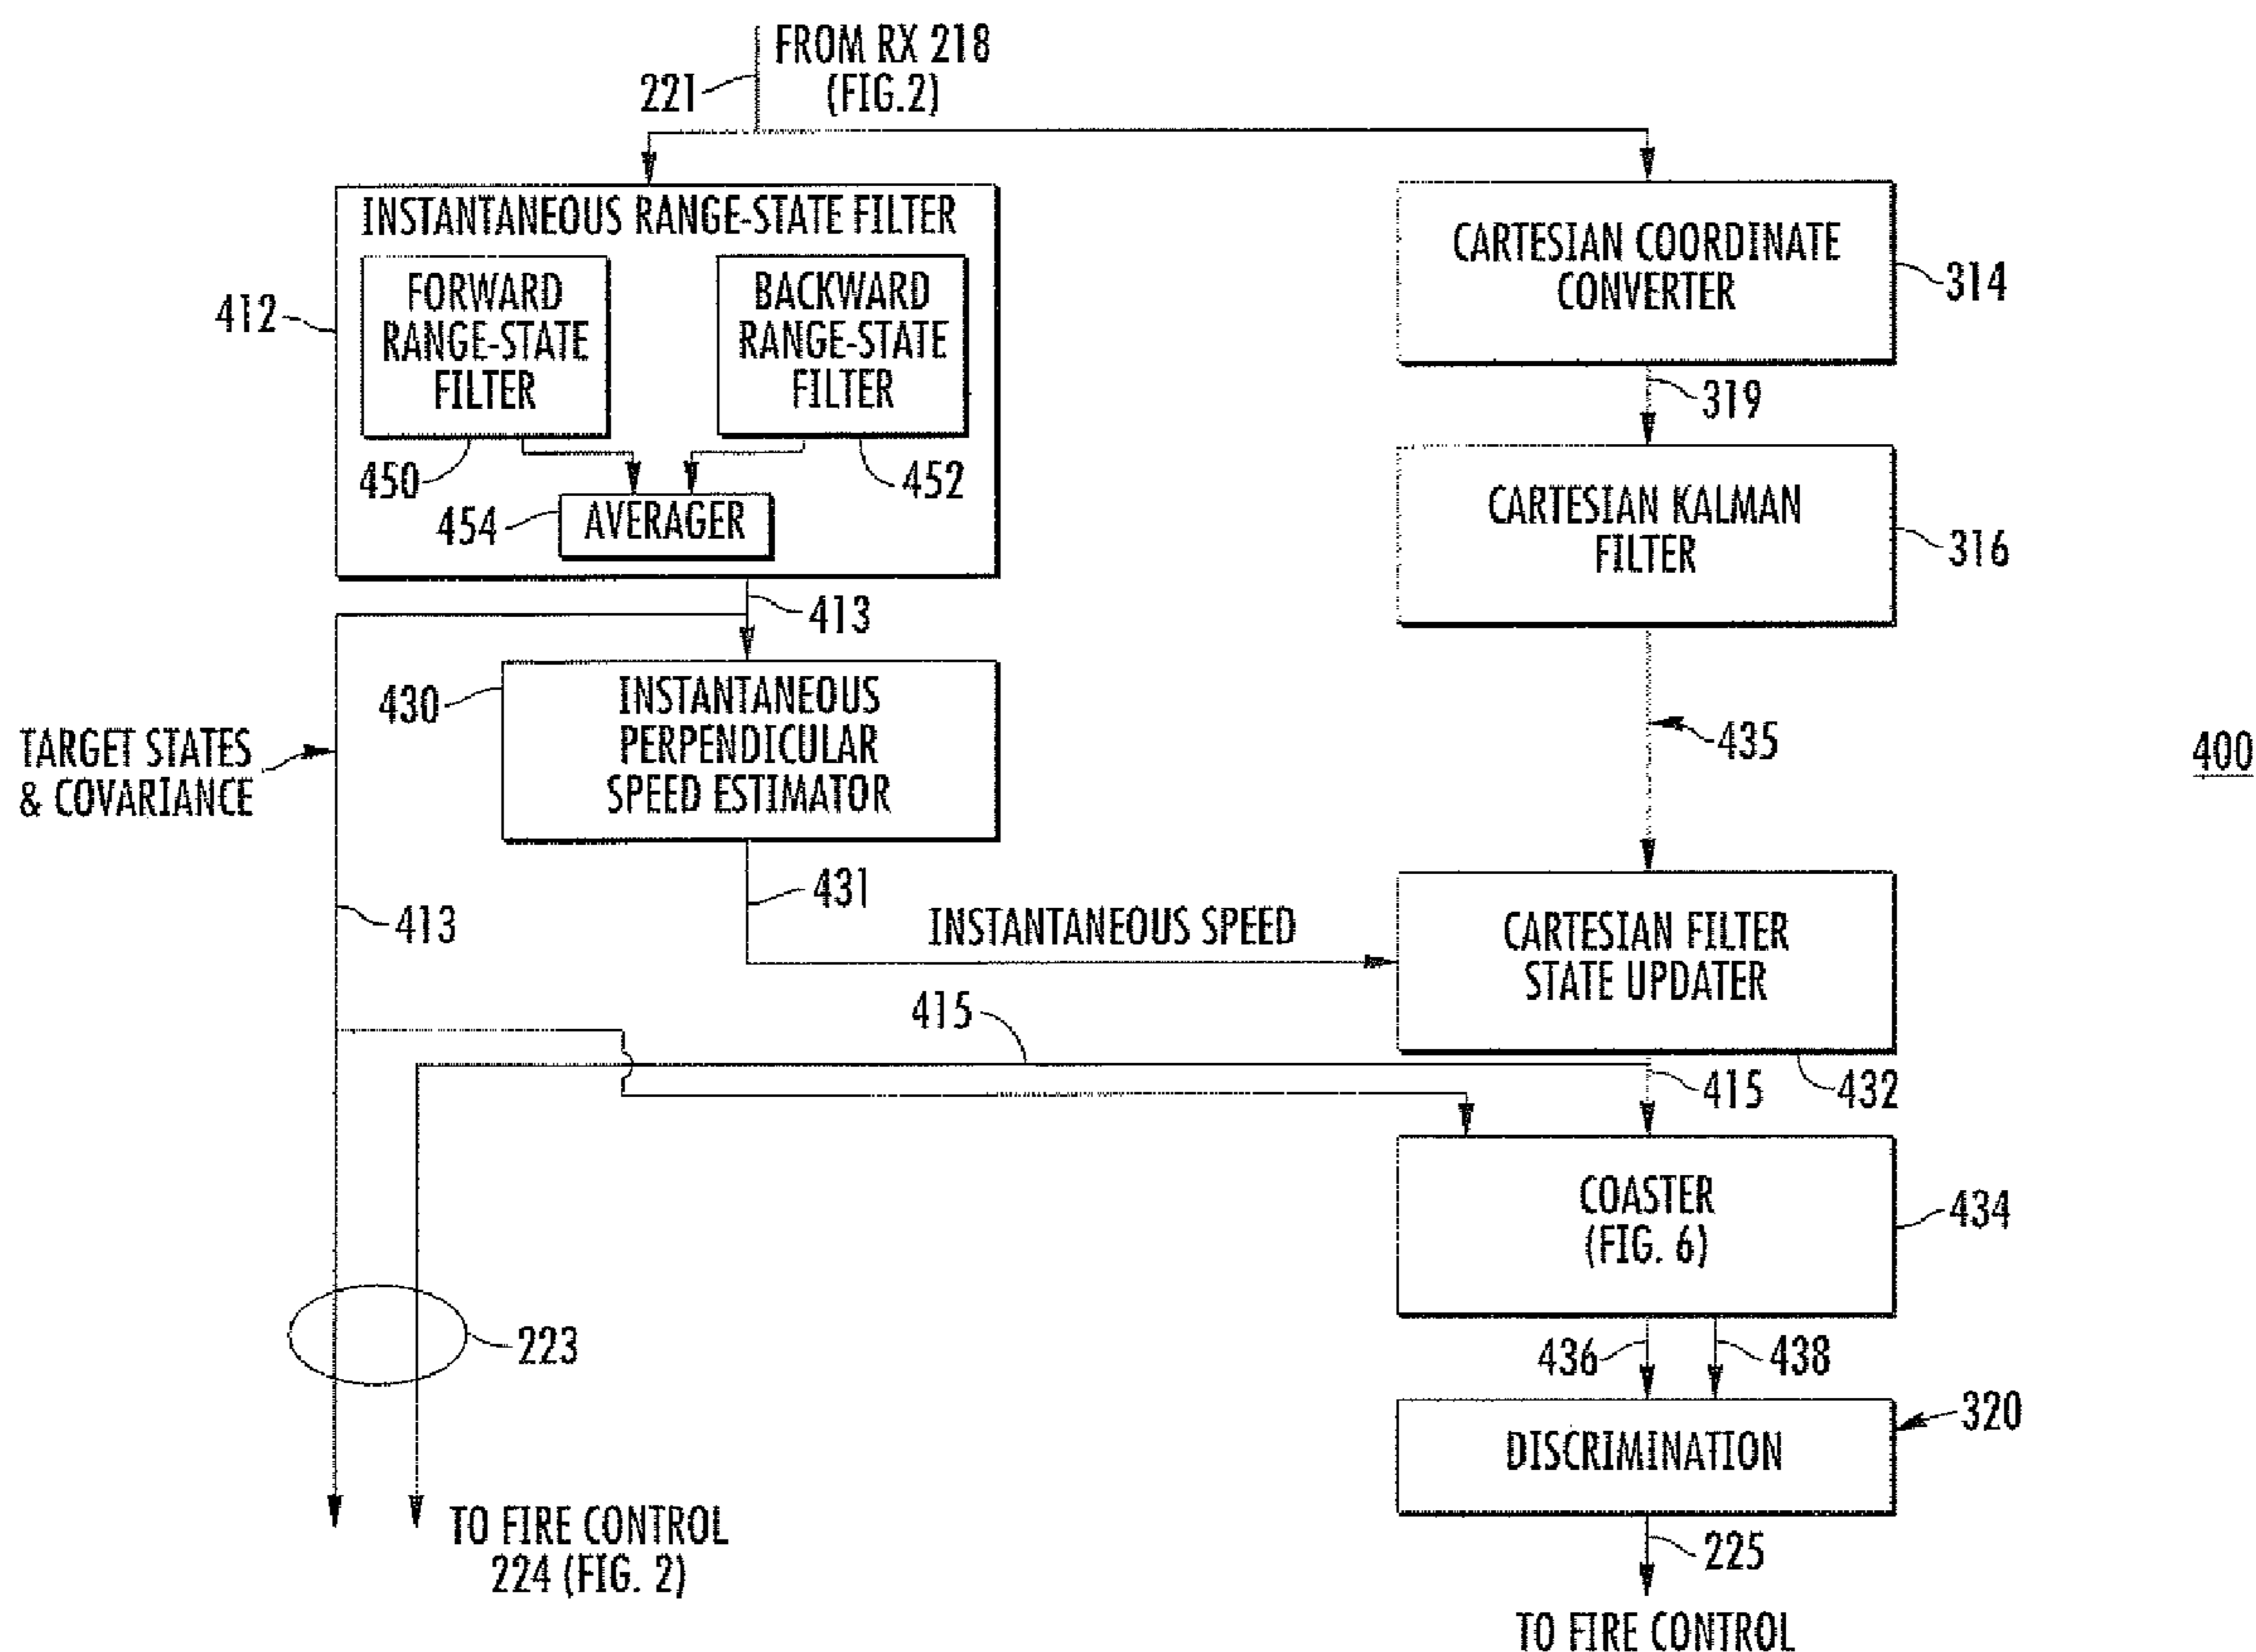 FROM RX 218
(FIG.2)
221
INSTANTANEOUS RANGE-STATE FILTER
FORWARD
RANGE-STATE
FILTER
BACKWARD
RANGE-STATE
FILTER
412
450
452
454
AVERAGER
CARTESIAN COORDINATE
CONVERTER
314
319
CARTESIAN KALMAN
FILTER
316
413
430
INSTANTANEOUS
PERPENDICULAR
SPEED ESTIMATOR
TARGET STATES
& COVARIANCE
435
400
431
413
INSTANTANEOUS SPEED
CARTESIAN FILTER
STATE UPDATER
415
415
432
COASTER
(FIG. 6)
434
223
436
438
320
DISCRIMINATION
TO FIRE CONTROL
224 (FIG. 2)
225
TO FIRE CONTROL